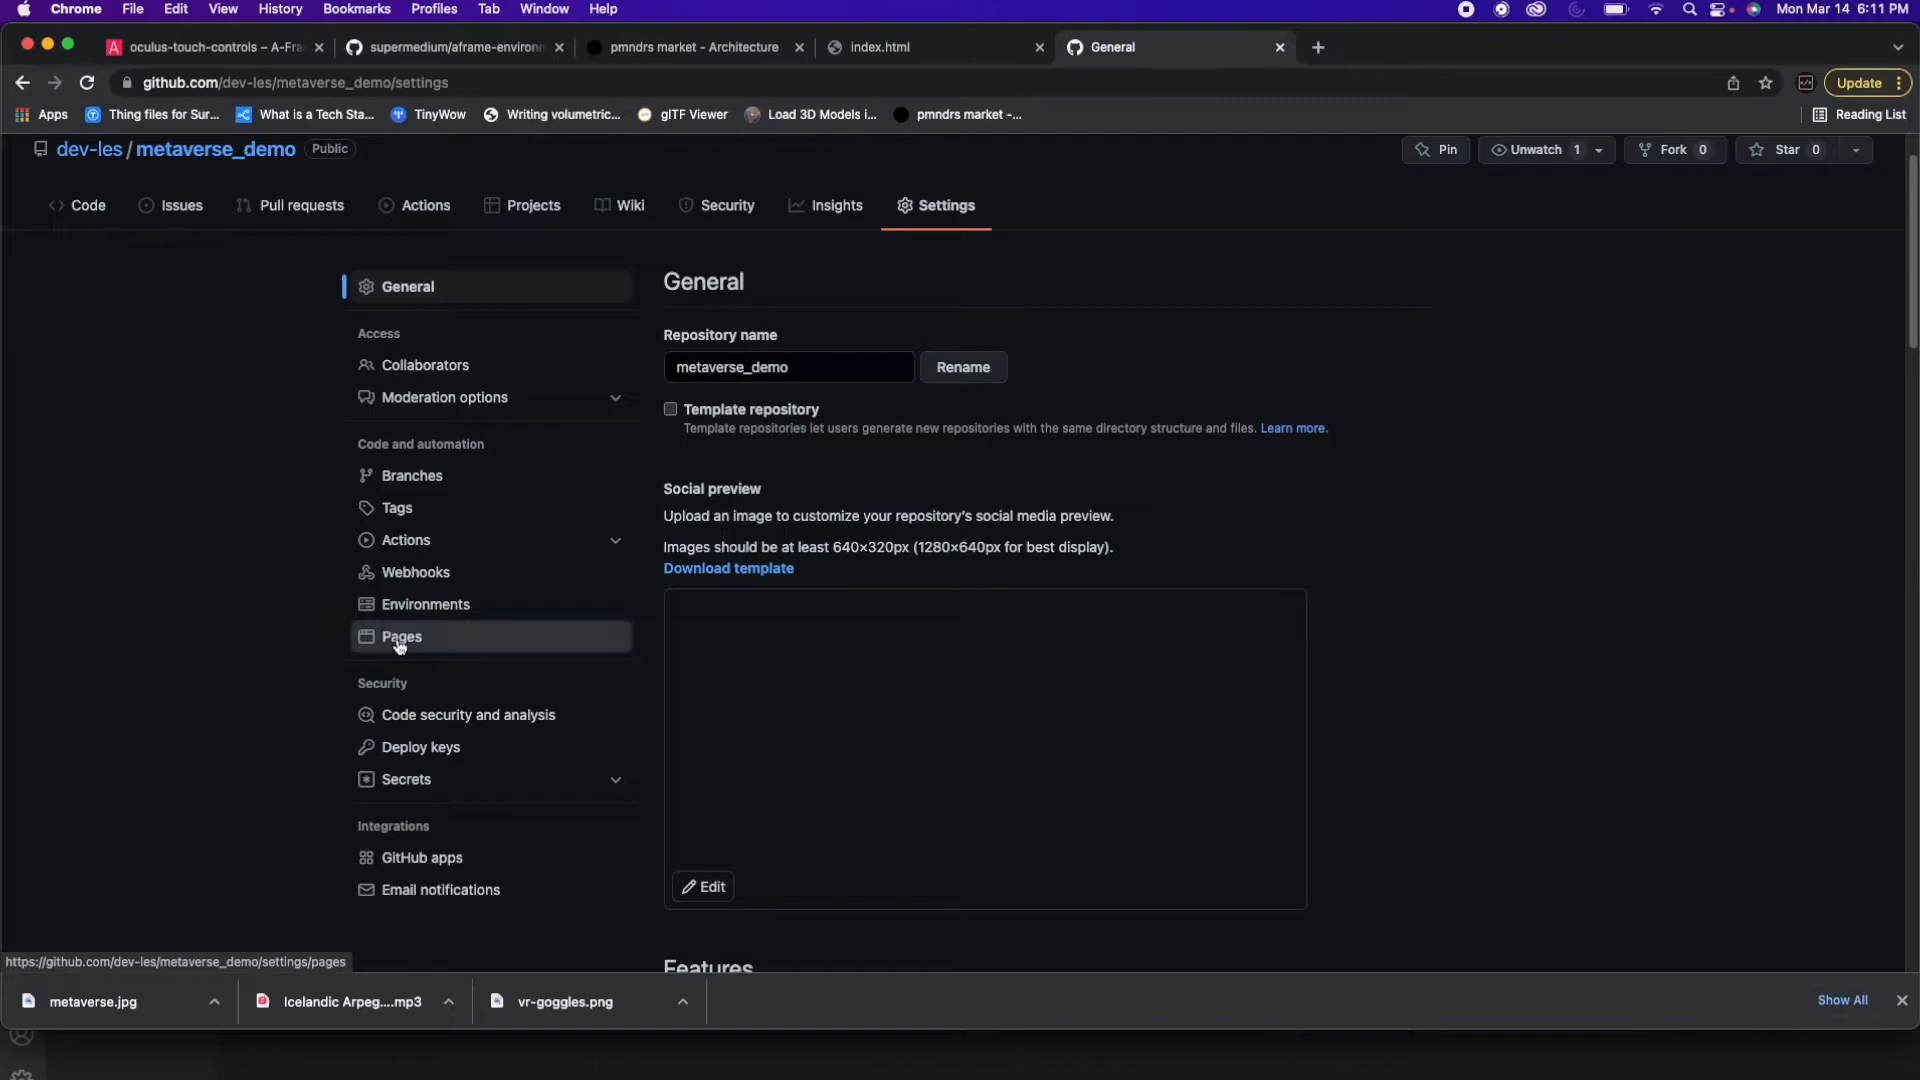 Chrome File Edit View History Bookmarks Profiles Tab Window Help Mon Mar 14 6:11 PM
oculus-touch-controls – A-Fra
supermedium/aframe-environ
pmndrs market - Architecture
index.html
General
github.com/dev-les/metaverse_demo/settings
Update
Apps
Thing files for Sur...
What is a Tech Sta...
TinyWow
Writing volumetric...
glTF Viewer
Load 3D Models i...
pmndrs market -...
Reading List
dev-les / metaverse_demo Public
Pin
Unwatch 1
Fork 0
Star 0
Code
Issues
Pull requests
Actions
Projects
Wiki
Security
Insights
Settings
General
Access
Collaborators
Moderation options
Code and automation
Branches
Tags
Actions
Webhooks
Environments
Pages
Security
Code security and analysis
Deploy keys
Secrets
Integrations
GitHub apps
Email notifications
General
Repository name
metaverse_demo
Rename
Template repository
Template repositories let users generate new repositories with the same directory structure and files. Learn more.
Social preview
Upload an image to customize your repository's social media preview.
Images should be at least 640×320px (1280×640px for best display).
Download template
Edit
Features
https://github.com/dev-les/metaverse_demo/settings/pages
metaverse.jpg
Icelandic Arpeg....mp3
vr-goggles.png
Show All